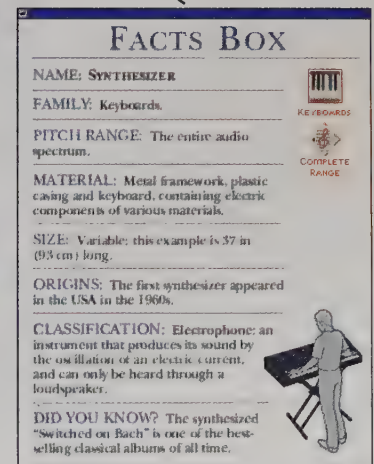 FACTS BOX
NAME: SYNTHESIZER
FAMILY: Keyboards.
PITCH RANGE: The entire audio
spectrum.
MATERIAL: Metal framework, plastic
casing and keyboard, containing electric
components of various materials.
SIZE: Variable; this example is 37 in
(93 cm) long.
ORIGINS: The first synthesizer appeared
in the USA in the 1960s.
CLASSIFICATION: Electrophone: an
instrument that produces its sound by
the oscillation of an electric current,
and can only be heard through a
loudspeaker.
DID YOU KNOW? The synthesized
"Switched on Bach" is one of the best-
selling classical albums of all time.
KEYBOARDS
COMPLETE
RANGE